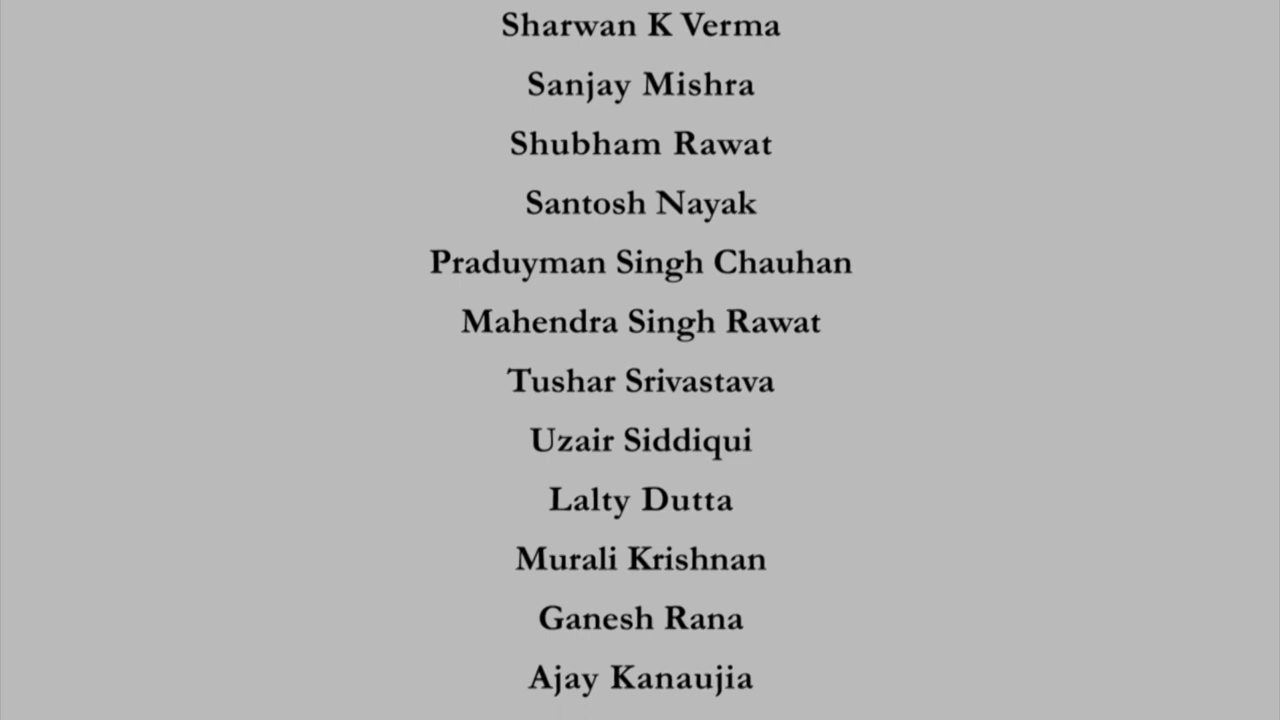 Sharwan K Verma
Sanjay Mishra
Shubham Rawat
Santosh Nayak
Praduyman Singh Chauhan
Mahendra Singh Rawat
Tushar Srivastava
Uzair Siddiqui
Lalty Dutta
Murali Krishnan
Ganesh Rana
Ajay Kanaujia